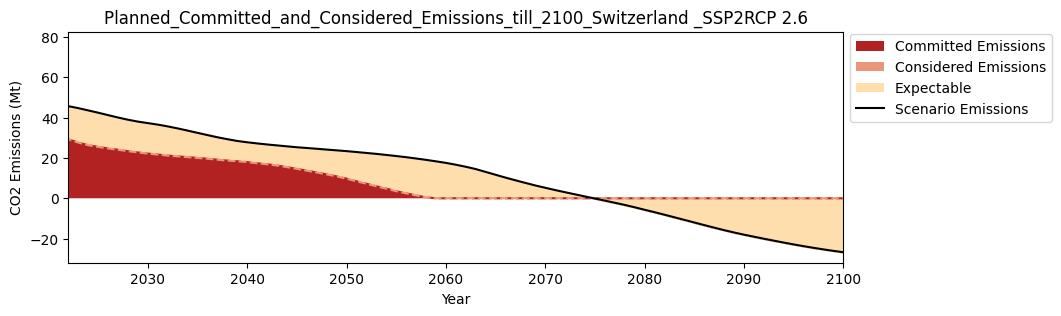 Planned_Committed_and_Considered_Emissions_till_2100_Switzerland _SSP2RCP 2.6
80
60
40
20
0
−20
CO2 Emissions (Mt)
2030
2040
2050
2060
2070
2080
2090
2100
Year
Committed Emissions
Considered Emissions
Expectable
Scenario Emissions